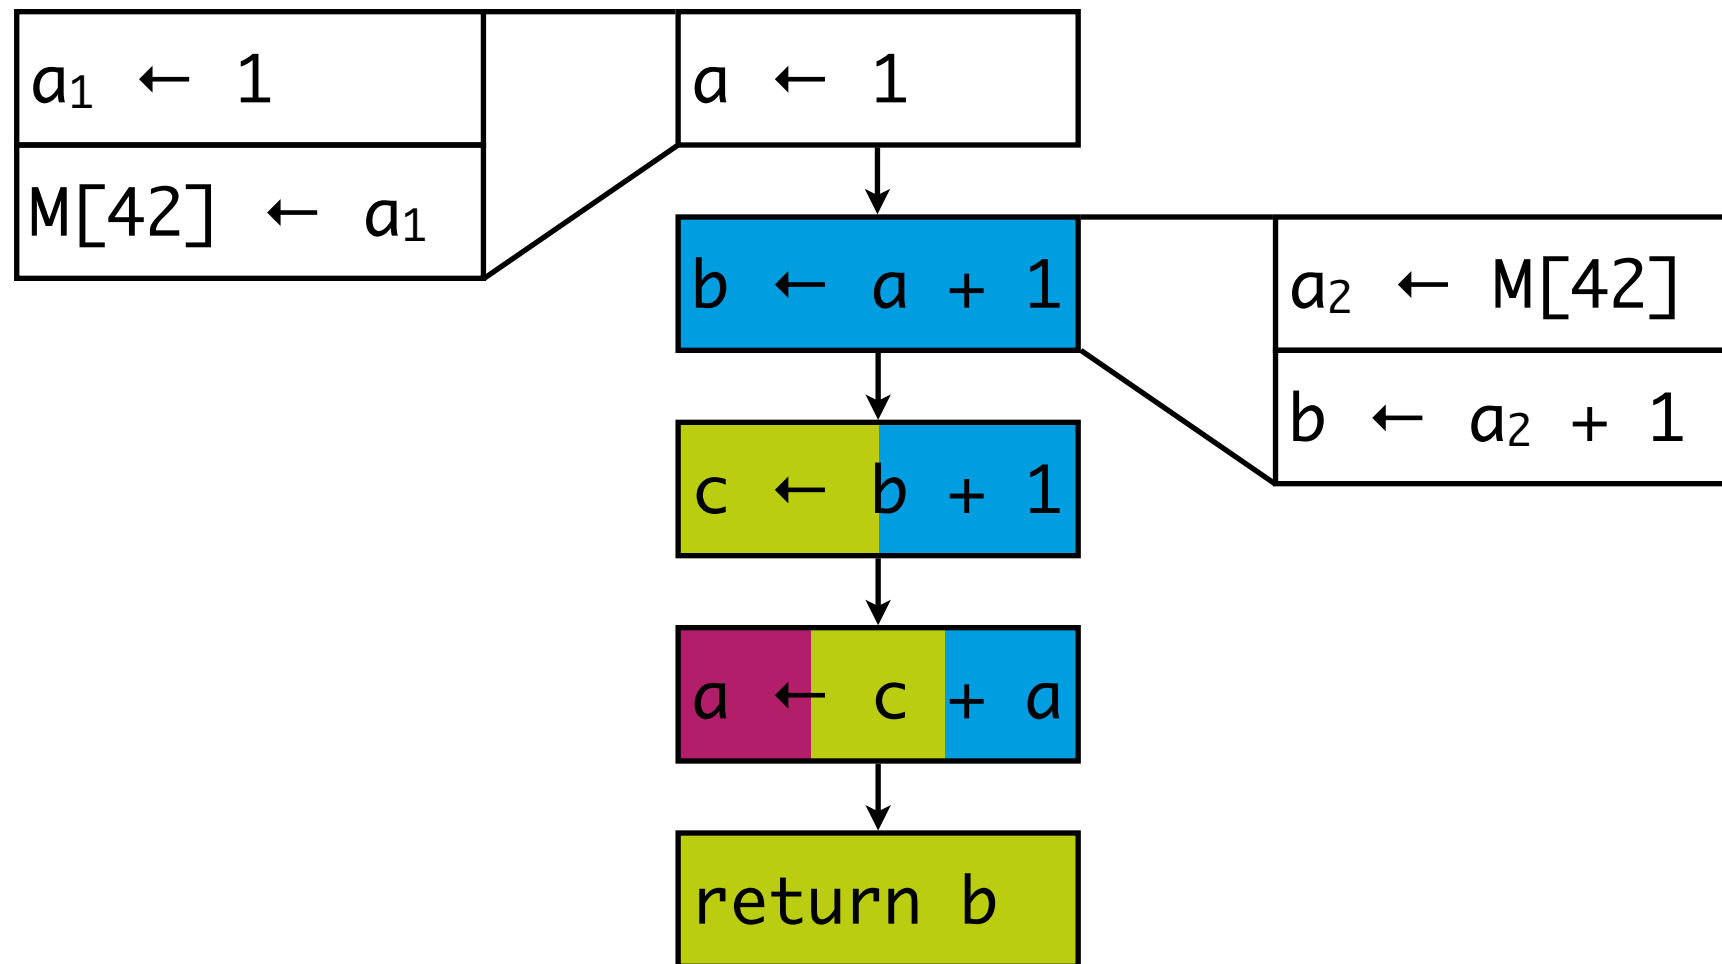 a₁ ← 1
M[42] ← a₁
a ← 1
b ← a + 1
a₂ ← M[42]
b ← a₂ + 1
c ← b + 1
a ← c + a
return b